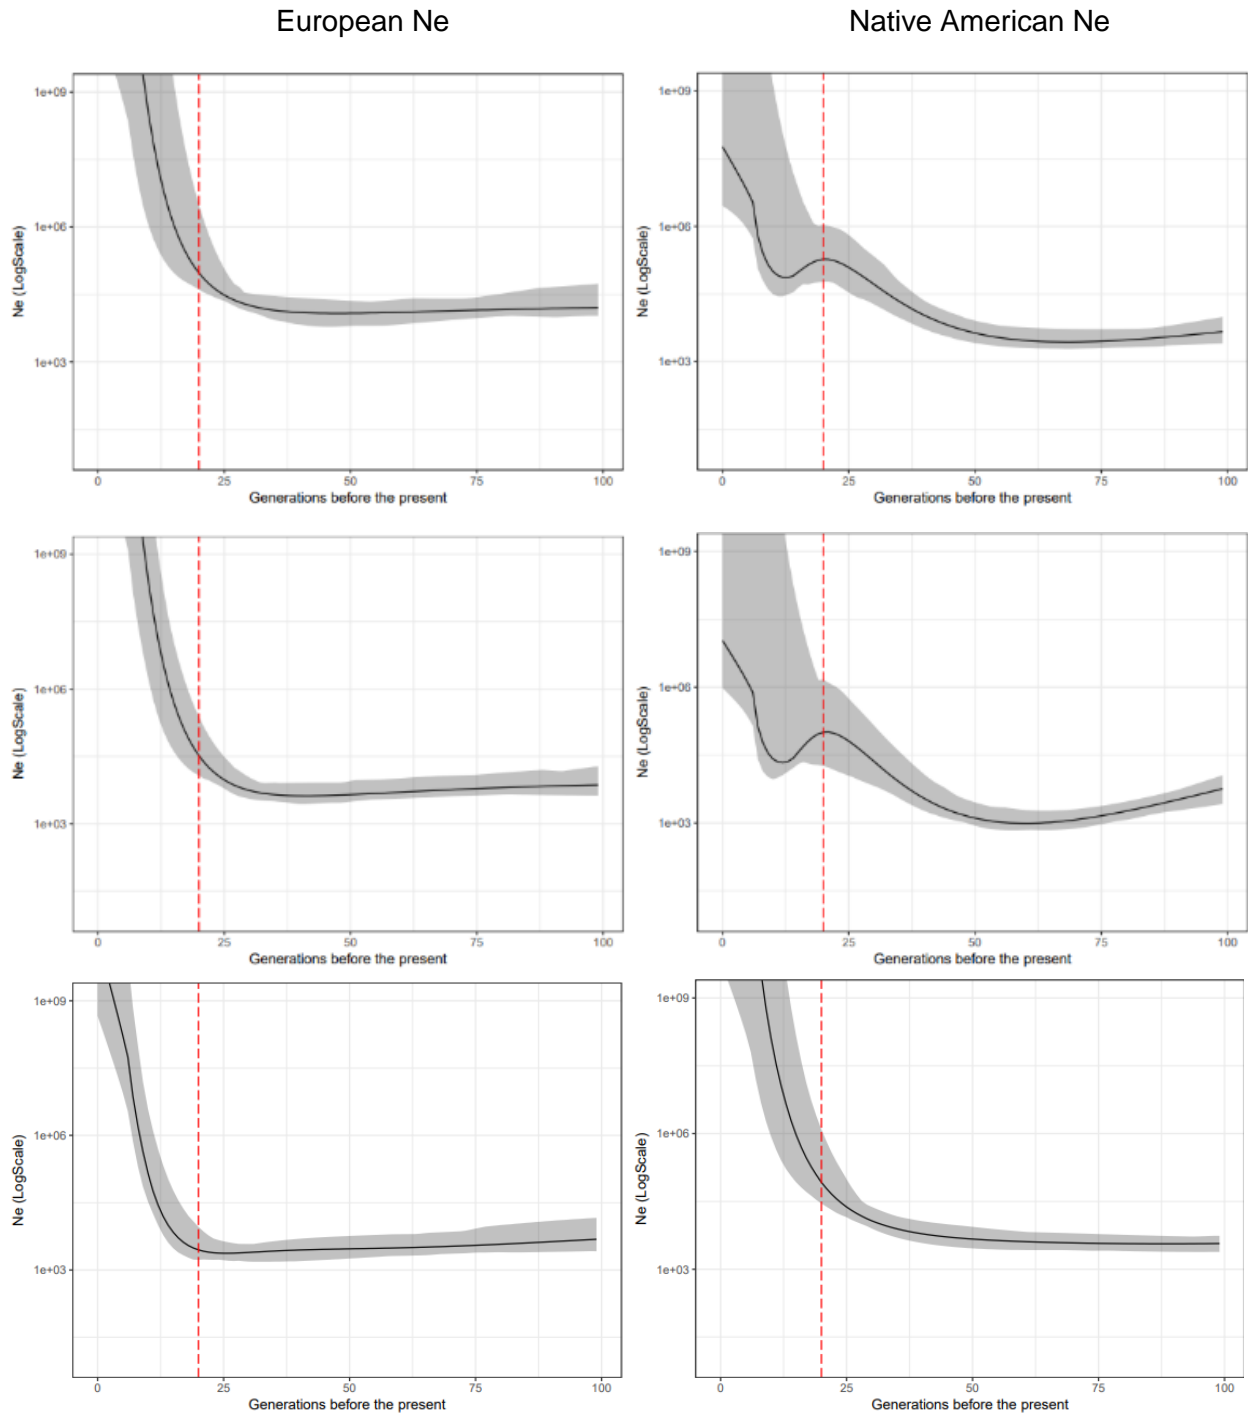 European Ne
Native American Ne
Ne (LogScale)
1e+09
1e+06
1e+03
0
25
50
75
100
Generations before the present
Ne (LogScale)
1e+09
1e+06
1e+03
0
25
50
75
100
Generations before the present
Ne (LogScale)
1e+09
1e+06
1e+03
0
25
50
75
100
Generations before the present
Ne (LogScale)
1e+09
1e+06
1e+03
0
25
50
75
100
Generations before the present
Ne (LogScale)
1e+09
1e+06
1e+03
0
25
50
75
100
Generations before the present
Ne (LogScale)
1e+09
1e+06
1e+03
0
25
50
75
100
Generations before the present